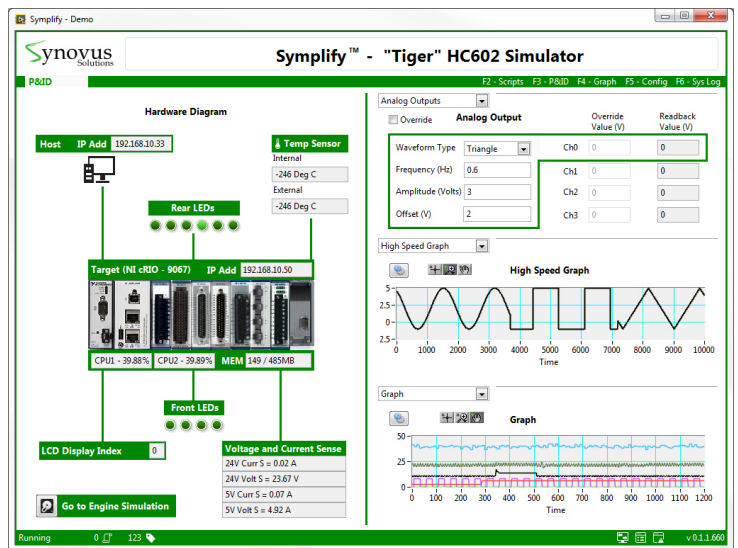 Symplify - Demo
Synovus
Solutions
Symplify™ - "Tiger" HC602 Simulator
P&ID
F2 - Scripts F3 - P&ID F4 - Graph F5 - Config F6 - Sys Log
Hardware Diagram
Host IP Add 192.168.10.33
Temp Sensor
Internal
-246 Deg C
External
-246 Deg C
Rear LEDs
Target (NI cRIO - 9067) IP Add 192.168.10.50
CPU1 - 39.88% CPU2 - 39.89% MEM 149 / 485MB
Front LEDs
LCD Display Index 0
Voltage and Current Sense
24V Curr S = 0.02 A
24V Volt S = 23.67 V
5V Curr S = 0.07 A
5V Volt S = 4.92 A
Go to Engine Simulation
Analog Outputs
Override Analog Output Override Value (V) Readback Value (V)
Waveform Type Triangle Ch0 0 0
Frequency (Hz) 0.6 Ch1 0 0
Amplitude (Volts) 3 Ch2 0 0
Offset (V) 2 Ch3 0 0
High Speed Graph
High Speed Graph
5-
2.5-
0-
2.5-
0 1000 2000 3000 4000 5000 6000 7000 8000 9000 10000
Time
Graph
Graph
50-
25-
0-
0 100 200 300 400 500 600 700 800 900 1000 1100 1200
Time
Running 0 123 v 0.1.1.660